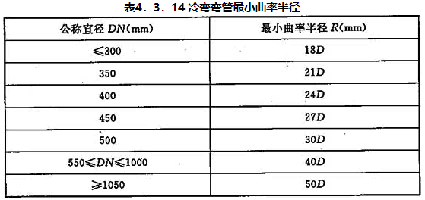 表4．3．14 冷弯弯管最小曲率半径
公称直径 DN(mm) 最小曲率半径 R(mm)
≤300 18D
350 21D
400 24D
450 27D
500 30D
550≤DN≤1000 40D
≥1050 50D